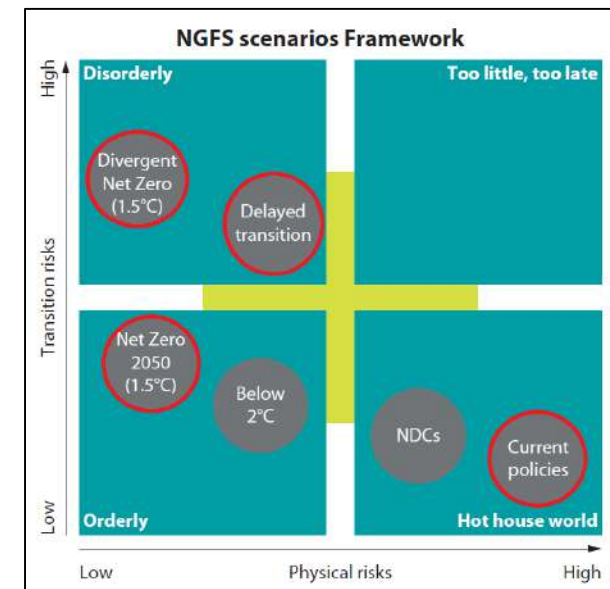 NGFS scenarios Framework
High
Disorderly
Too little, too late
Divergent
Net Zero
(1.5°C)
Delayed
transition
Transition risks
Net Zero
2050
(1.5°C)
Below
2°C
NDCs
Current
policies
Low
Orderly
Hot house world
Low
Physical risks
High